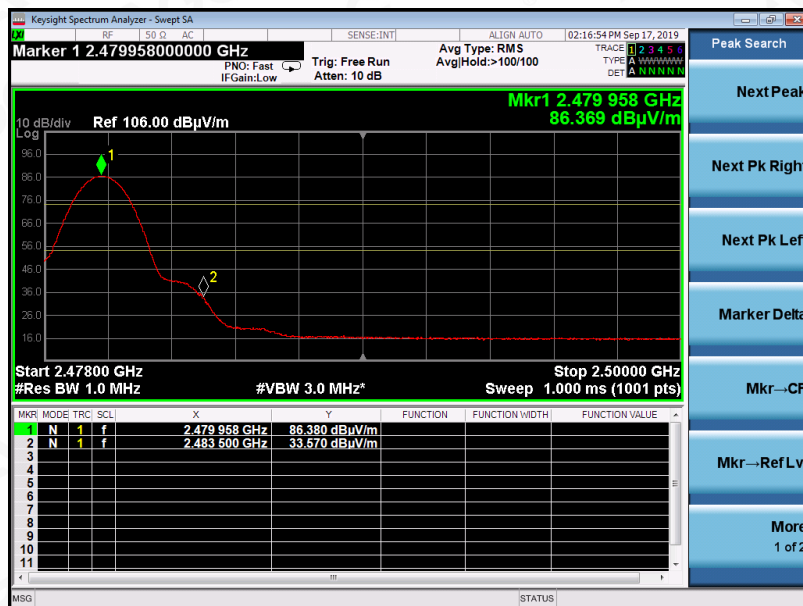 Keysight Spectrum Analyzer - Swept SA
LXI
RF
50 Ω
AC
SENSE:INT
ALIGN AUTO
02:16:54 PM Sep 17, 2019
Marker 1 2.479958000000 GHz
PNO: Fast
IFGain:Low
Trig: Free Run
Atten: 10 dB
Avg Type: RMS
Avg|Hold:>100/100
TRACE 1 2 3 4 5 6
TYPE A WWWWW
DET A N N N N N
Mkr1 2.479 958 GHz
86.369 dBµV/m
10 dB/div
Log
Ref 106.00 dBµV/m
96.0
86.0
76.0
66.0
56.0
46.0
36.0
26.0
16.0
1
2
Start 2.47800 GHz
Stop 2.50000 GHz
#Res BW 1.0 MHz
#VBW 3.0 MHz*
Sweep 1.000 ms (1001 pts)
MKR MODE TRC SCL X Y FUNCTION FUNCTION WIDTH FUNCTION VALUE
1 N 1 f 2.479 958 GHz 86.380 dBµV/m
2 N 1 f 2.483 500 GHz 33.570 dBµV/m
3
4
5
6
7
8
9
10
11
MSG
STATUS
Peak Search
Next Peak
Next Pk Right
Next Pk Left
Marker Delta
Mkr→CF
Mkr→Ref Lv
More
1 of 2